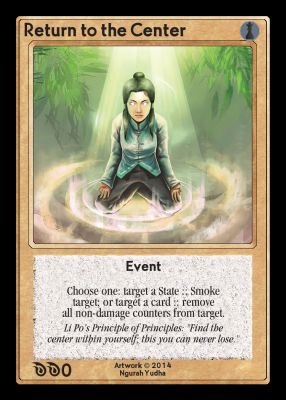 Return to the Center
Event
Choose one: target a State :: Smoke
target; or target a card :: remove
all non-damage counters from target.
Li Po's Principle of Principles: "Find the
center within yourself; this you can never lose."
Artwork © 2014
Ngurah Yudha
0